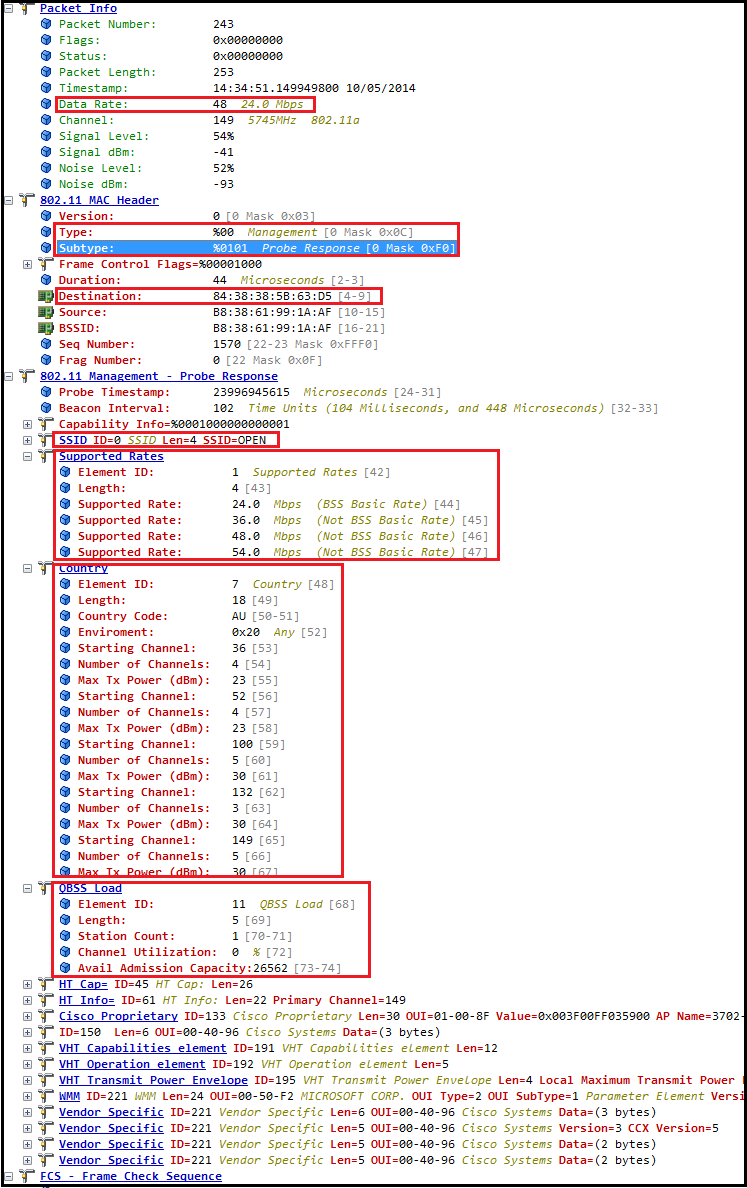 Packet Info
Packet Number: 243
Flags: 0x00000000
Status: 0x00000000
Packet Length: 253
Timestamp: 14:34:51.149949800 10/05/2014
Data Rate: 48 24.0 Mbps
Channel: 149 5745MHz 802.11a
Signal Level: 54%
Signal dBm: -41
Noise Level: 52%
Noise dBm: -93
802.11 MAC Header
Version: 0 [0 Mask 0x03]
Type: %00 Management [0 Mask 0x0C]
Subtype: %0101 Probe Response [0 Mask 0xF0]
Frame Control Flags=%00001000
Duration: 44 Microseconds [2-3]
Destination: 84:38:38:5B:63:D5 [4-9]
Source: B8:38:61:99:1A:AF [10-15]
BSSID: B8:38:61:99:1A:AF [16-21]
Seq Number: 1570 [22-23 Mask 0xFFF0]
Frag Number: 0 [22 Mask 0x0F]
802.11 Management - Probe Response
Probe Timestamp: 23996945615 Microseconds [24-31]
Beacon Interval: 102 Time Units (104 Milliseconds, and 448 Microseconds) [32-33]
Capability Info=%0001000000000001
SSID ID=0 SSID Len=4 SSID=OPEN
Supported Rates
Element ID: 1 Supported Rates [42]
Length: 4 [43]
Supported Rate: 24.0 Mbps (BSS Basic Rate) [44]
Supported Rate: 36.0 Mbps (Not BSS Basic Rate) [45]
Supported Rate: 48.0 Mbps (Not BSS Basic Rate) [46]
Supported Rate: 54.0 Mbps (Not BSS Basic Rate) [47]
Country
Element ID: 7 Country [48]
Length: 18 [49]
Country Code: AU [50-51]
Enviroment: 0x20 Any [52]
Starting Channel: 36 [53]
Number of Channels: 4 [54]
Max Tx Power (dBm): 23 [55]
Starting Channel: 52 [56]
Number of Channels: 4 [57]
Max Tx Power (dBm): 23 [58]
Starting Channel: 100 [59]
Number of Channels: 5 [60]
Max Tx Power (dBm): 30 [61]
Starting Channel: 132 [62]
Number of Channels: 3 [63]
Max Tx Power (dBm): 30 [64]
Starting Channel: 149 [65]
Number of Channels: 5 [66]
Max Tx Power (dBm): 30 [67]
QBSS Load
Element ID: 11 QBSS Load [68]
Length: 5 [69]
Station Count: 1 [70-71]
Channel Utilization: 0 % [72]
Avail Admission Capacity:26562 [73-74]
HT Cap= ID=45 HT Cap: Len=26
HT Info= ID=61 HT Info: Len=22 Primary Channel=149
Cisco Proprietary ID=133 Cisco Proprietary Len=30 OUI=01-00-8F Value=0x003F00FF035900 AP Name=3702-
ID=150 Len=6 OUI=00-40-96 Cisco Systems Data=(3 bytes)
VHT Capabilities element ID=191 VHT Capabilities element Len=12
VHT Operation element ID=192 VHT Operation element Len=5
VHT Transmit Power Envelope ID=195 VHT Transmit Power Envelope Len=4 Local Maximum Transmit Power
WMM ID=221 WMM Len=24 OUI=00-50-F2 MICROSOFT CORP. OUI Type=2 OUI SubType=1 Parameter Element Versi
Vendor Specific ID=221 Vendor Specific Len=6 OUI=00-40-96 Cisco Systems Data=(3 bytes)
Vendor Specific ID=221 Vendor Specific Len=5 OUI=00-40-96 Cisco Systems Version=3 CCX Version=5
Vendor Specific ID=221 Vendor Specific Len=5 OUI=00-40-96 Cisco Systems Data=(2 bytes)
Vendor Specific ID=221 Vendor Specific Len=5 OUI=00-40-96 Cisco Systems Data=(2 bytes)
FCS - Frame Check Sequence